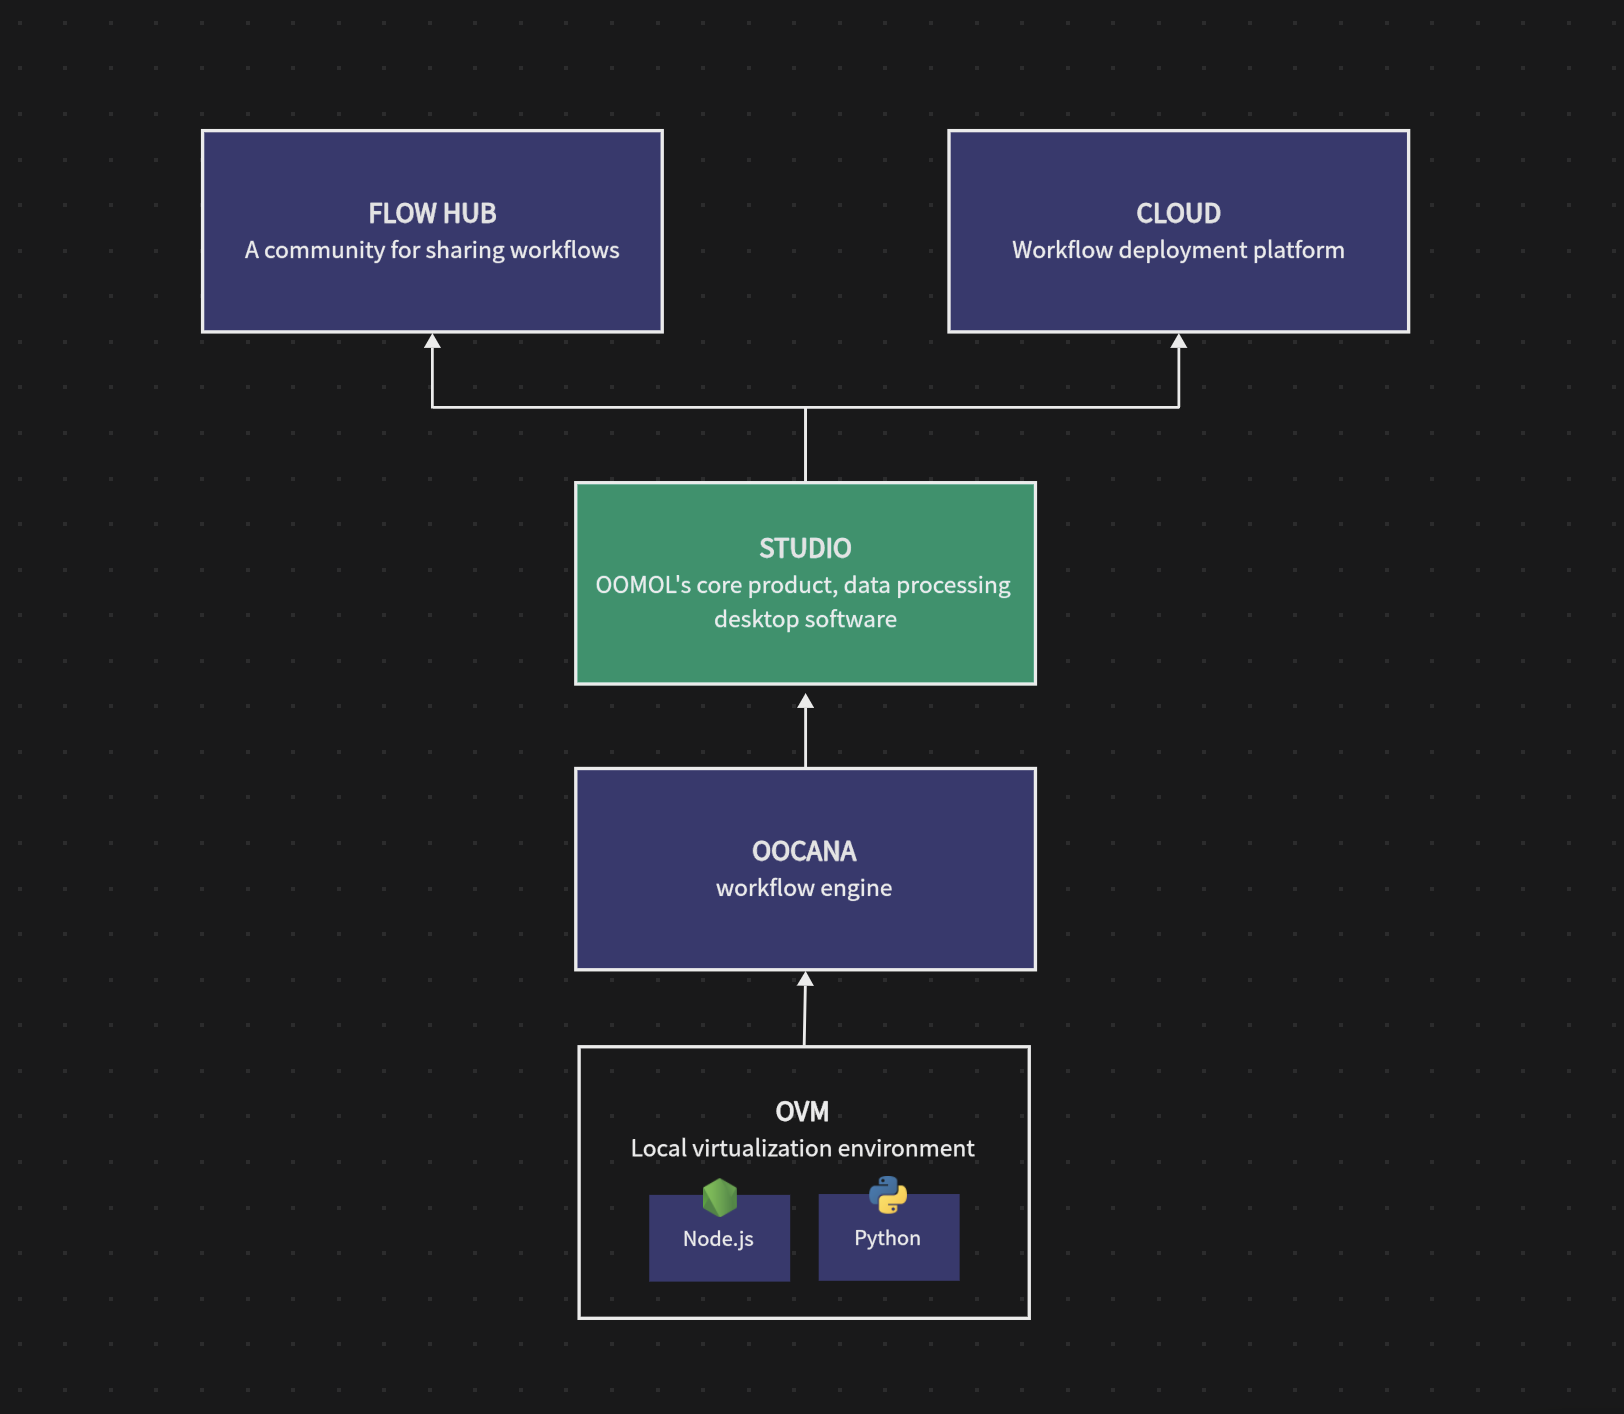 FLOW HUB
A community for sharing workflows
CLOUD
Workflow deployment platform
STUDIO
OOMOL's core product, data processing
desktop software
OOCANA
workflow engine
OVM
Local virtualization environment
Node.js
Python